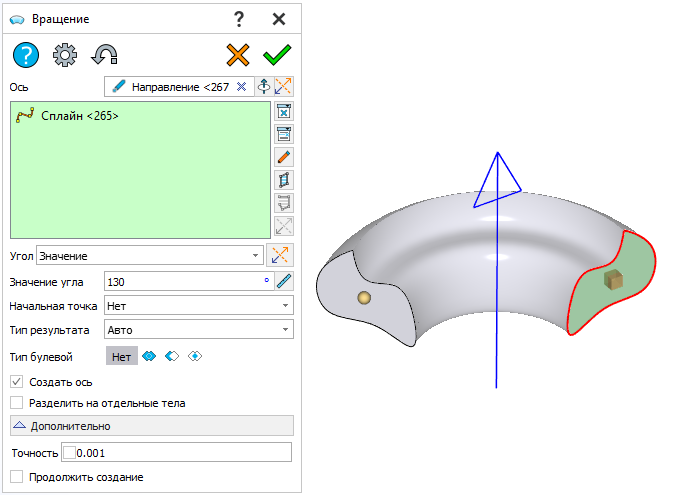 Вращение
Ось Направление <267
Сплайн <265>
Угол Значение
Значение угла 130 °
Начальная точка Нет
Тип результата Авто
Тип булевой Нет
Создать ось
Разделить на отдельные тела
Дополнительно
Точность 0.001
Продолжить создание